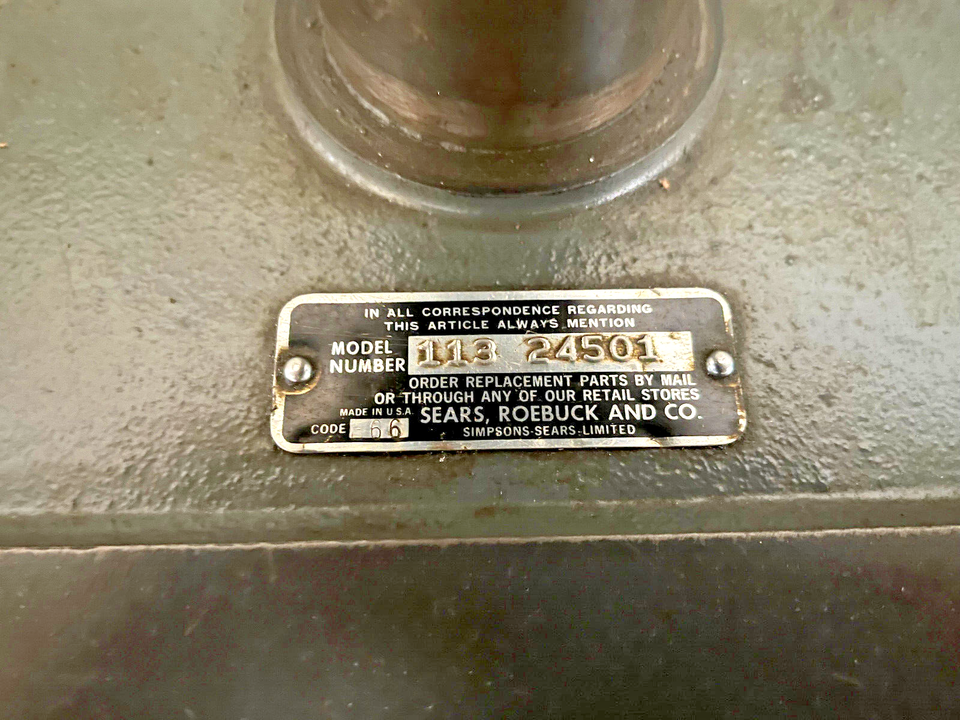 IN ALL CORRESPONDENCE REGARDING
THIS ARTICLE ALWAYS MENTION
MODEL NUMBER 113 24501
ORDER REPLACEMENT PARTS BY MAIL
OR THROUGH ANY OF OUR RETAIL STORES
MADE IN U.S.A. SEARS, ROEBUCK AND CO.
CODE 66 SIMPSONS-SEARS-LIMITED